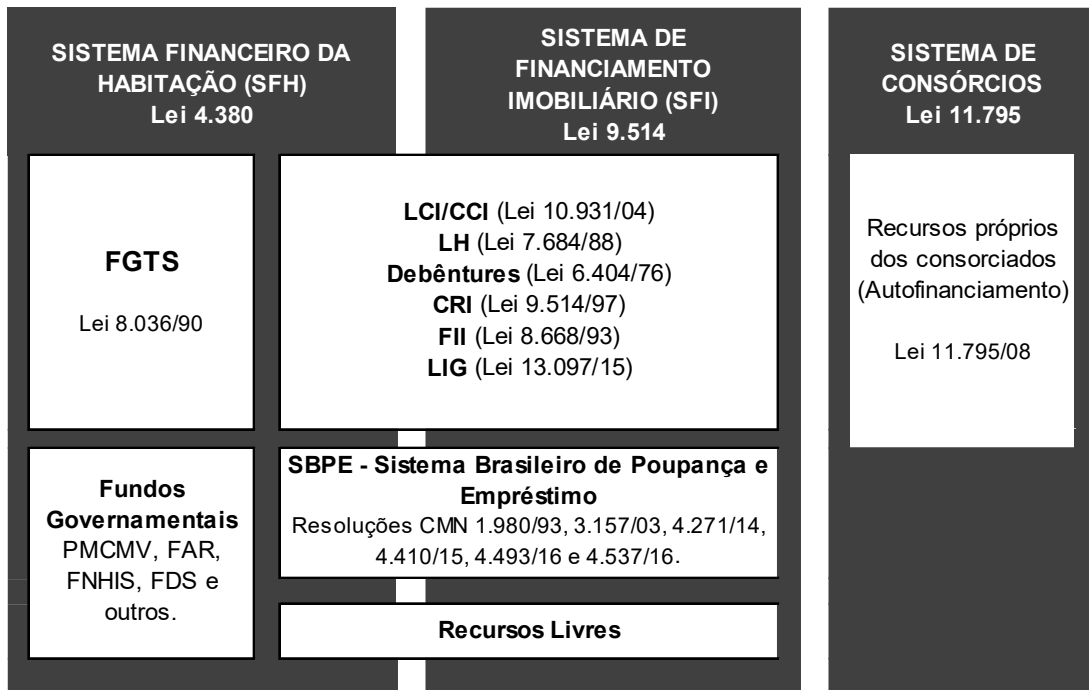 SISTEMA FINANCEIRO DA
HABITAÇÃO (SFH)
Lei 4.380
SISTEMA DE
FINANCIAMENTO
IMOBILIÁRIO (SFI)
Lei 9.514
SISTEMA DE
CONSÓRCIOS
Lei 11.795
FGTS
Lei 8.036/90
LCI/CCI (Lei 10.931/04)
LH (Lei 7.684/88)
Debêntures (Lei 6.404/76)
CRI (Lei 9.514/97)
FII (Lei 8.668/93)
LIG (Lei 13.097/15)
Recursos próprios
dos consorciados
(Autofinanciamento)
Lei 11.795/08
Fundos
Governamentais
PMCMV, FAR,
FNHIS, FDS e
outros.
SBPE - Sistema Brasileiro de Poupança e
Empréstimo
Resoluções CMN 1.980/93, 3.157/03, 4.271/14,
4.410/15, 4.493/16 e 4.537/16.
Recursos Livres